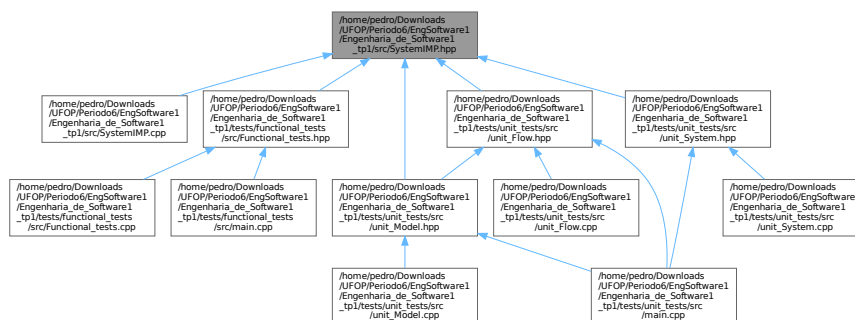 /home/pedro/Downloads
/UFOP/Periodo6/EngSoftware1
/Engenharia_de_Software1
_tp1/src/SystemIMP.hpp
/home/pedro/Downloads
/UFOP/Periodo6/EngSoftware1
/Engenharia_de_Software1
_tp1/src/SystemIMP.cpp
/home/pedro/Downloads
/UFOP/Periodo6/EngSoftware1
/Engenharia_de_Software1
_tp1/tests/functional_tests
/src/Functional_tests.hpp
/home/pedro/Downloads
/UFOP/Periodo6/EngSoftware1
/Engenharia_de_Software1
_tp1/tests/unit_tests/src
/unit_Flow.hpp
/home/pedro/Downloads
/UFOP/Periodo6/EngSoftware1
/Engenharia_de_Software1
_tp1/tests/unit_tests/src
/unit_System.hpp
/home/pedro/Downloads
/UFOP/Periodo6/EngSoftware1
/Engenharia_de_Software1
_tp1/tests/functional_tests
/src/Functional_tests.cpp
/home/pedro/Downloads
/UFOP/Periodo6/EngSoftware1
/Engenharia_de_Software1
_tp1/tests/functional_tests
/src/main.cpp
/home/pedro/Downloads
/UFOP/Periodo6/EngSoftware1
/Engenharia_de_Software1
_tp1/tests/unit_tests/src
/unit_Model.hpp
/home/pedro/Downloads
/UFOP/Periodo6/EngSoftware1
/Engenharia_de_Software1
_tp1/tests/unit_tests/src
/unit_Flow.cpp
/home/pedro/Downloads
/UFOP/Periodo6/EngSoftware1
/Engenharia_de_Software1
_tp1/tests/unit_tests/src
/unit_System.cpp
/home/pedro/Downloads
/UFOP/Periodo6/EngSoftware1
/Engenharia_de_Software1
_tp1/tests/unit_tests/src
/unit_Model.cpp
/home/pedro/Downloads
/UFOP/Periodo6/EngSoftware1
/Engenharia_de_Software1
_tp1/tests/unit_tests/src
/main.cpp